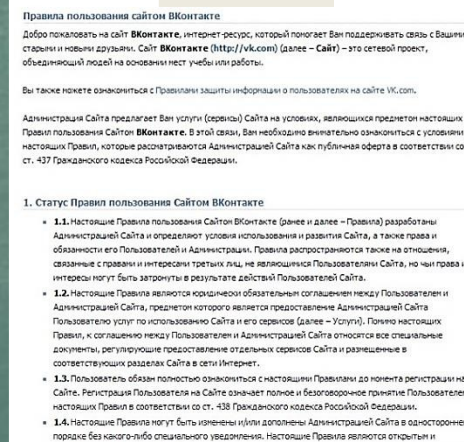 Правила пользования сайтом ВКонтакте
Добро пожаловать на сайт ВКонтакте, интернет-ресурс, который помогает Вам поддерживать связь с Вашими
старыми и новыми друзьями. Сайт ВКонтакте (http://vk.com) (далее – Сайт) – это сетевой проект,
объединяющий людей на основании мест учебы или работы.
Вы также можете ознакомиться с Правилами защиты информации о пользователях на сайте VK.com.
Администрация Сайта предлагает Вам услуги (сервисы) Сайта на условиях, являющихся предметом настоящих
Правил пользования Сайтом ВКонтакте. В этой связи, Вам необходимо внимательно ознакомиться с условиями
настоящих Правил, которые рассматриваются Администрацией Сайта как публичная оферта в соответствии со
ст. 437 Гражданского кодекса Российской Федерации.
1. Статус Правил пользования Сайтом ВКонтакте
1.1. Настоящие Правила пользования Сайтом ВКонтакте (ранее и далее – Правила) разработаны
Администрацией Сайта и определяют условия использования и развития Сайта, а также права и
обязанности его Пользователей и Администрации. Правила распространяются также на отношения,
связанные с правами и интересами третьих лиц, не являющимися Пользователями Сайта, но чьи права и
интересы могут быть затронуты в результате действий Пользователей Сайта.
1.2. Настоящие Правила являются юридически обязательным соглашением между Пользователем и
Администрацией Сайта, предметом которого является предоставление Администрацией Сайта
Пользователю услуг по использованию Сайта и его сервисов (далее – Услуги). Помимо настоящих
Правил, к соглашению между Пользователем и Администрацией Сайта относятся все специальные
документы, регулирующие предоставление отдельных сервисов Сайта и размещенные в
соответствующих разделах Сайта в сети Интернет.
1.3. Пользователь обязан полностью ознакомиться с настоящими Правилами до момента регистрации на
Сайте. Регистрация Пользователя на Сайте означает полное и безоговорочное принятие Пользователем
настоящих Правил в соответствии со ст. 438 Гражданского кодекса Российской Федерации.
1.4. Настоящие Правила могут быть изменены и/или дополнены Администрацией Сайта в односторонне
порядке без какого-либо специального уведомления. Настоящие Правила являются открытым и